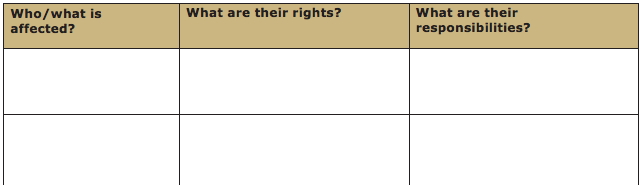 Who/what is
affected?
What are their rights?
What are their
responsibilities?